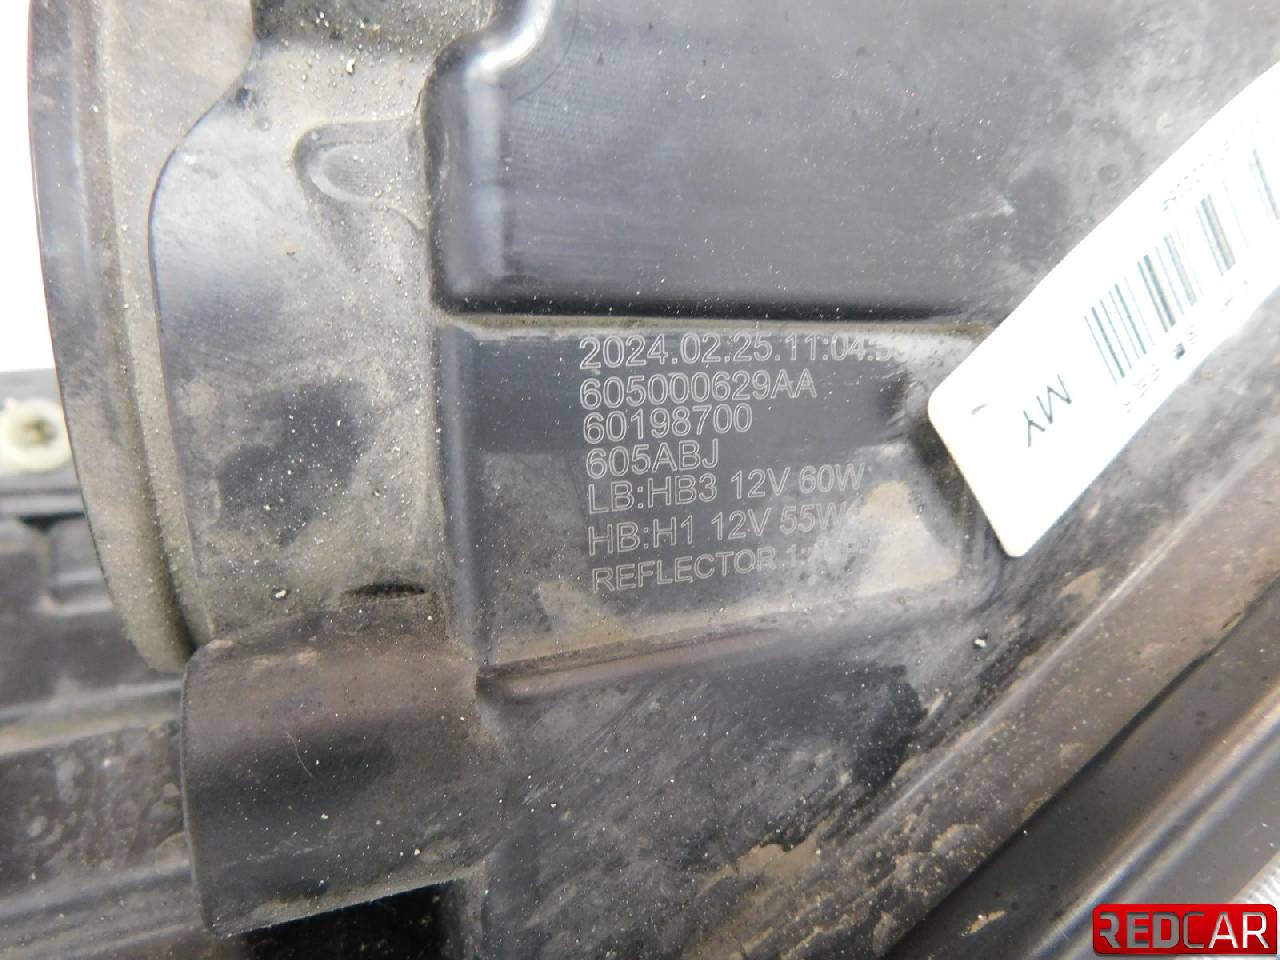 2024.02.25.11:04:
605000629AA
60198700
605ABJ
LB:HB3 12V 60W
HB:H1 12V 55W
REFLECTOR
MY
REDCAR